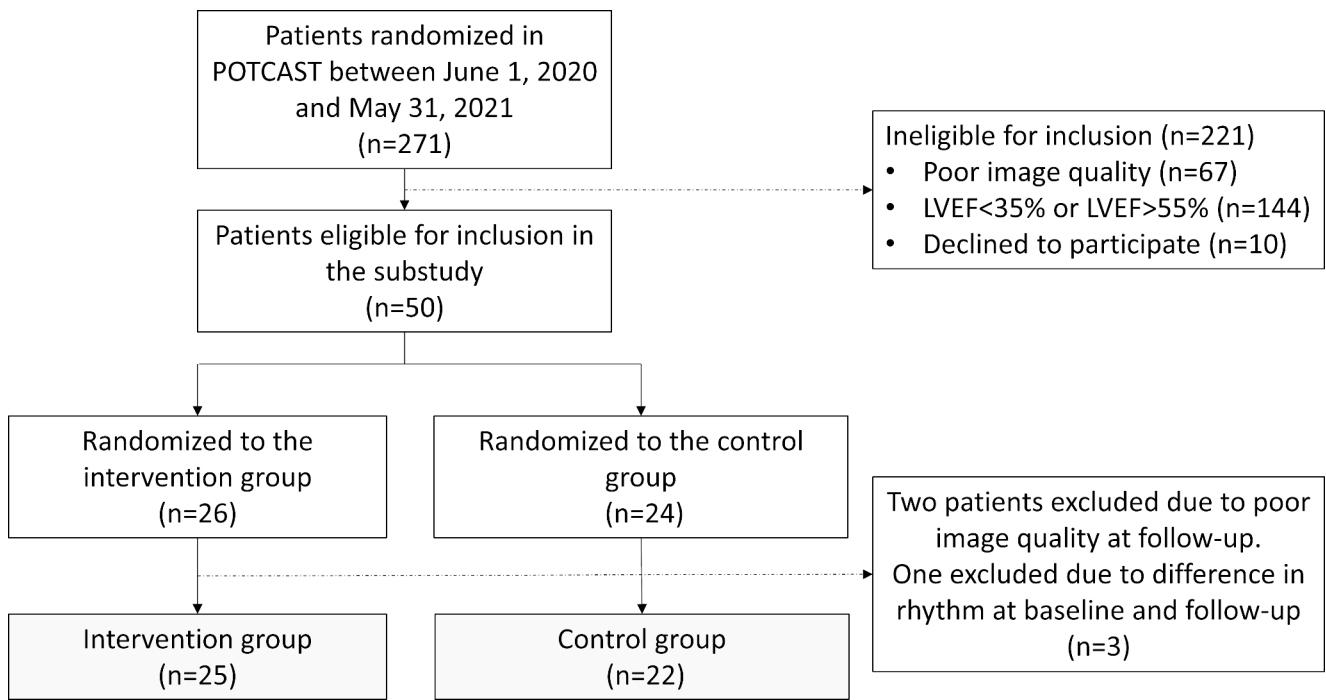 Patients randomized in
POTCAST between June 1, 2020
and May 31, 2021
(n=271)
Ineligible for inclusion (n=221)
• Poor image quality (n=67)
• LVEF<35% or LVEF>55% (n=144)
• Declined to participate (n=10)
Patients eligible for inclusion in
the substudy
(n=50)
Randomized to the
intervention group
(n=26)
Randomized to the control
group
(n=24)
Two patients excluded due to poor
image quality at follow-up.
One excluded due to difference in
rhythm at baseline and follow-up
(n=3)
Intervention group
(n=25)
Control group
(n=22)